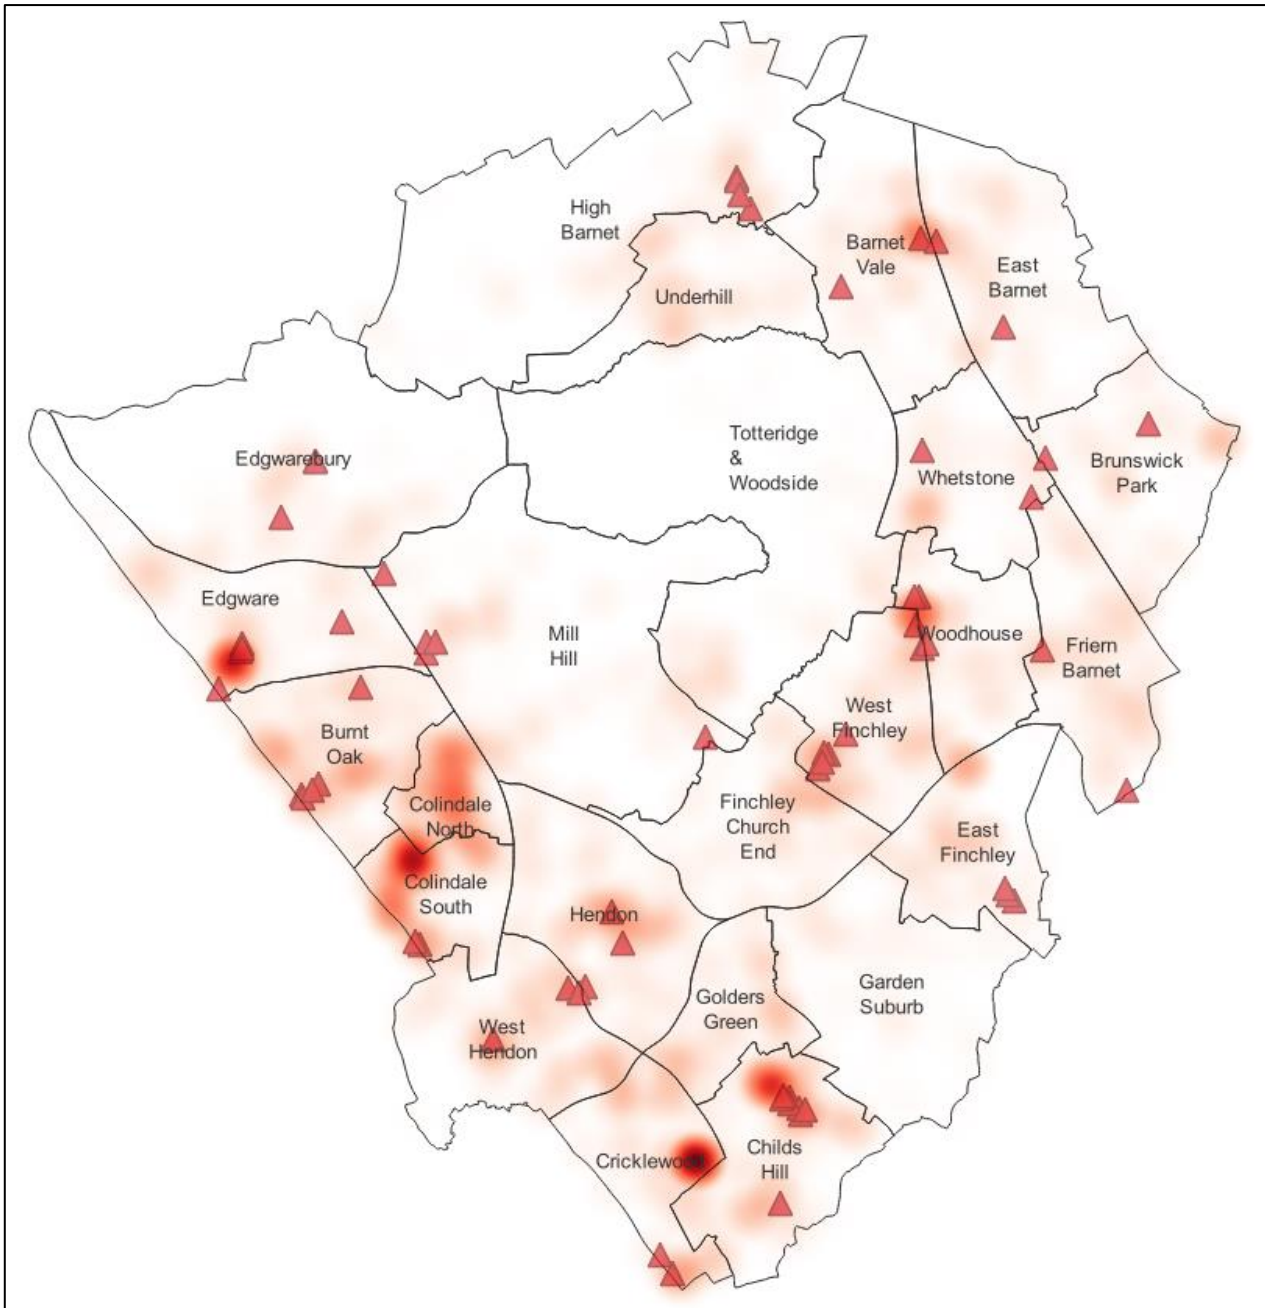 High
Barnet
Barnet
Vale
East
Barnet
Underhill
Edgwarebury
Totteridge
&
Woodside
Whetstone
Brunswick
Park
Edgware
Mill
Hill
Woodhouse
Friern
Barnet
Burnt
Oak
West
Finchley
Colindale
North
Finchley
Church
End
East
Finchley
Colindale
South
Hendon
Golders
Green
Garden
Suburb
West
Hendon
Cricklewood
Childs
Hill